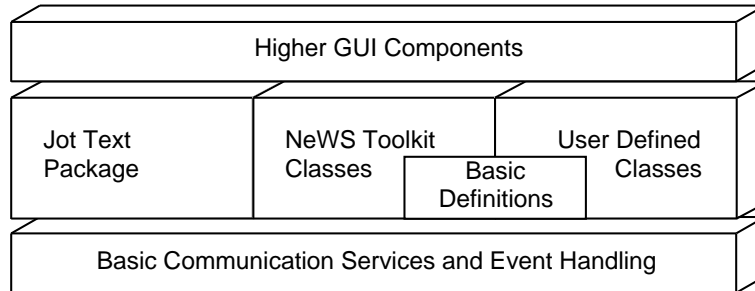 Higher GUI Components
Jot Text
Package
NeWS Toolkit
Classes
User Defined
Classes
Basic
Definitions
Basic Communication Services and Event Handling